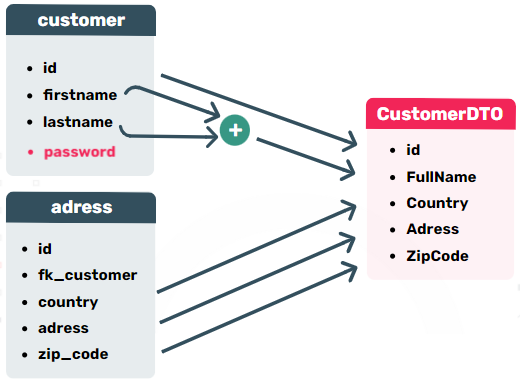 customer
id
firstname
lastname
password
+
adress
id
fk_customer
country
adress
zip_code
CustomerDTO
id
FullName
Country
Adress
ZipCode